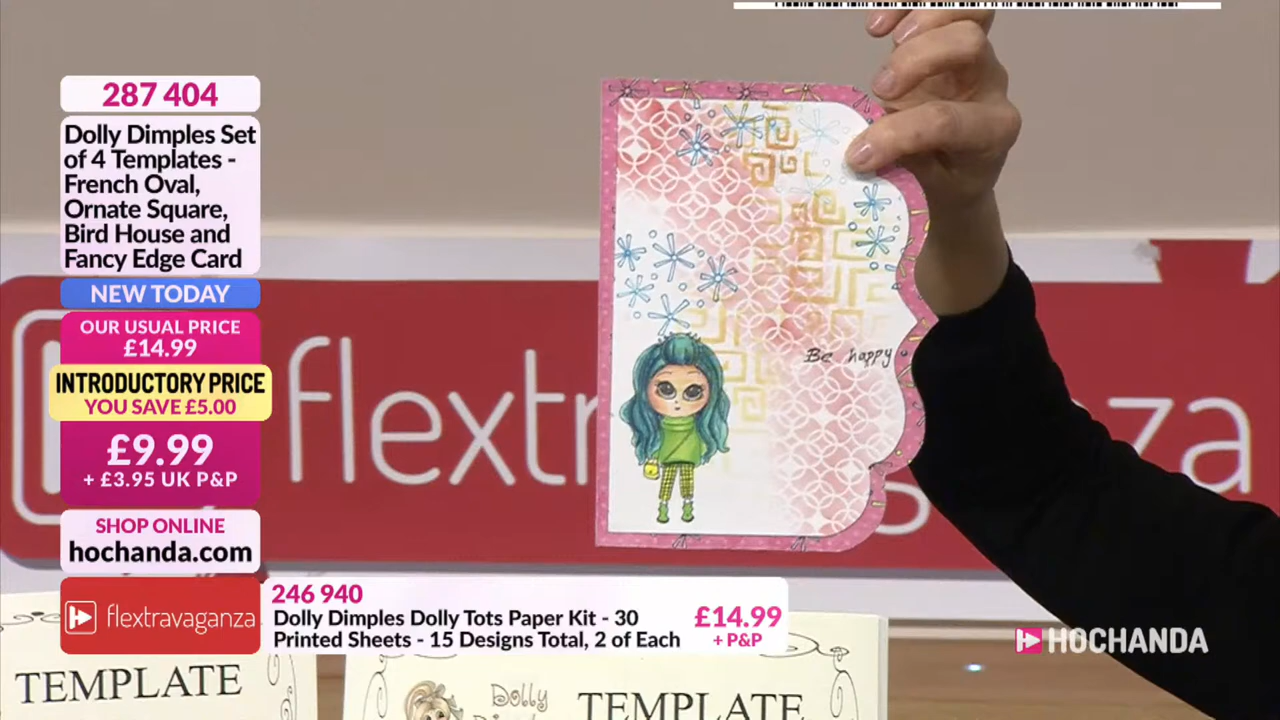 287 404
Dolly Dimples Set
of 4 Templates -
French Oval,
Ornate Square,
Bird House and
Fancy Edge Card
NEW TODAY
OUR USUAL PRICE
£14.99
INTRODUCTORY PRICE
YOU SAVE £5.00
£9.99
+ £3.95 UK P&P
SHOP ONLINE
hochanda.com
flextravaganza
246 940
Dolly Dimples Dolly Tots Paper Kit - 30
Printed Sheets - 15 Designs Total, 2 of Each
£14.99
+ P&P
Be happy
HOCHANDA
TEMPLATE
Dolly
TEMPLATE